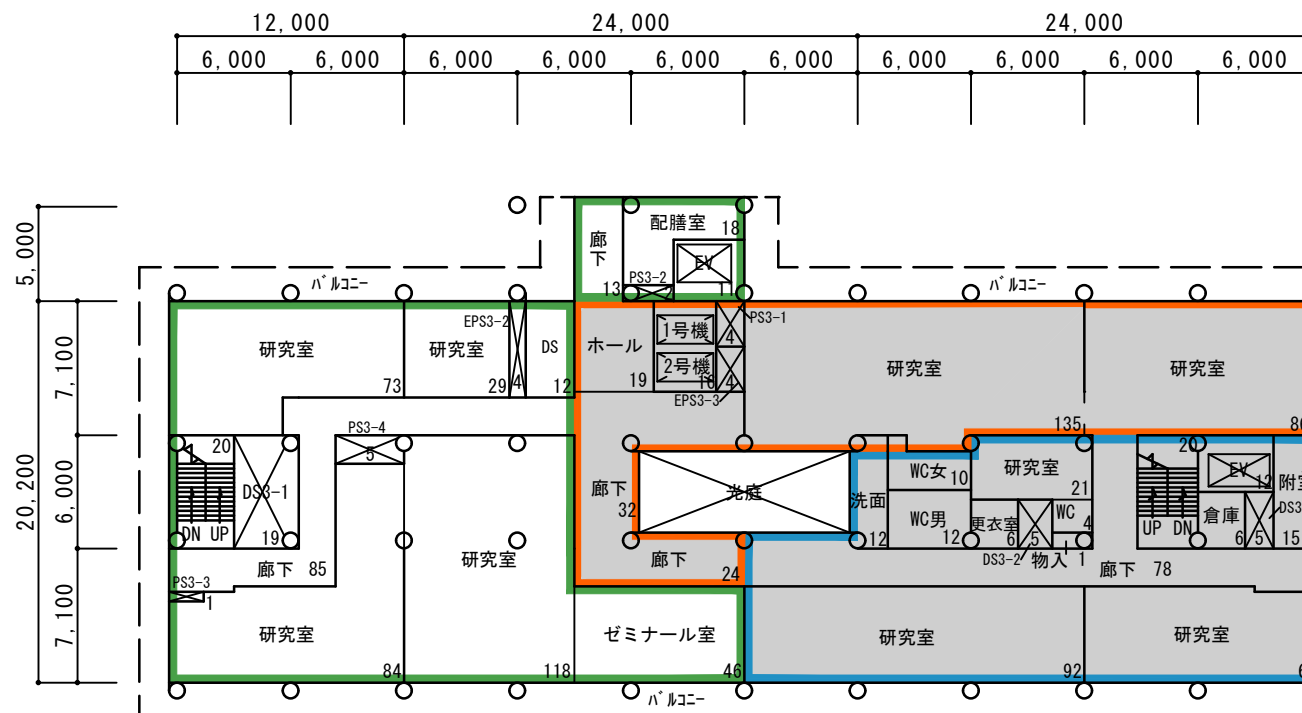 12,000
24,000
24,000
6,000
6,000
6,000
6,000
6,000
6,000
6,000
6,000
6,000
6,000
5,000
7,100
20,200
6,000
7,100
バルコニー
バルコニー
バルコニー
配膳室
18
廊下
13
PS3-2
2
EV
11
研究室
73
EPS3-2
研究室
29
4
DS
12
ホール
19
1号機
2号機
16
PS3-1
4
4
EPS3-3
研究室
135
研究室
PS3-4
5
20
DN UP
DS3-1
19
廊下 85
PS3-3
1
研究室
84
研究室
118
廊下
32
光庭
廊下
24
ゼミナール室
46
洗面
12
WC女
10
WC男
12
研究室
21
更衣室
6
5
DS3-2
WC
4
物入
1
20
UP DN
EV
12
倉庫
6
5
15
廊下 78
研究室
92
研究室